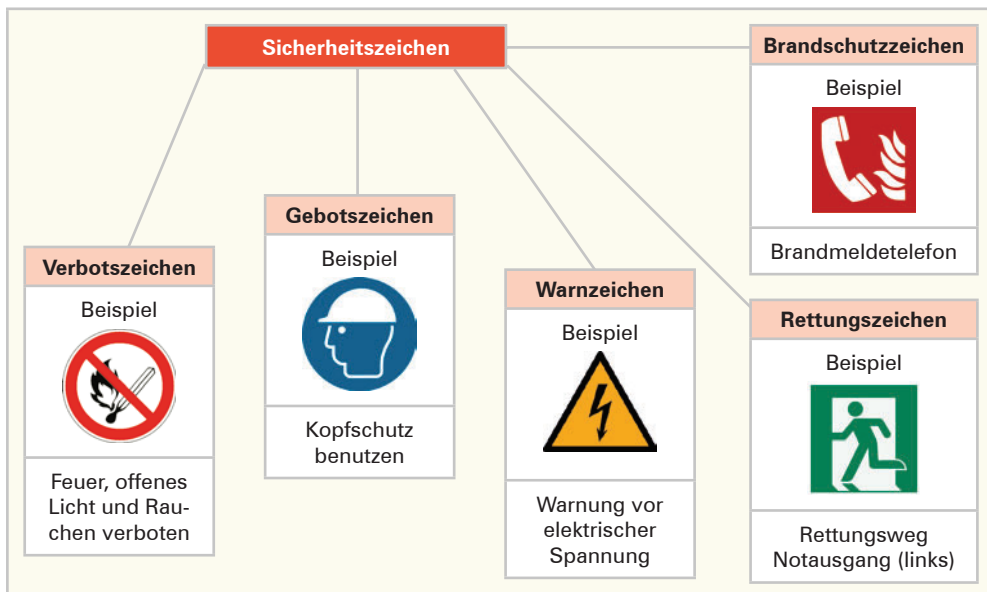 Sicherheitszeichen
Verbotszeichen
Beispiel
Feuer, offenes
Licht und Rau-
chen verboten
Gebotszeichen
Beispiel
Kopfschutz
benutzen
Warnzeichen
Beispiel
Warnung vor
elektrischer
Spannung
Brandschutzzeichen
Beispiel
Brandmeldetelefon
Rettungszeichen
Beispiel
Rettungsweg
Notausgang (links)